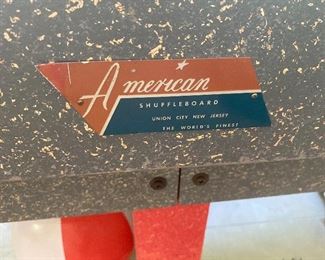 American
SHUFFLEBOARD
UNION CITY NEW JERSEY
THE WORLD'S FINEST